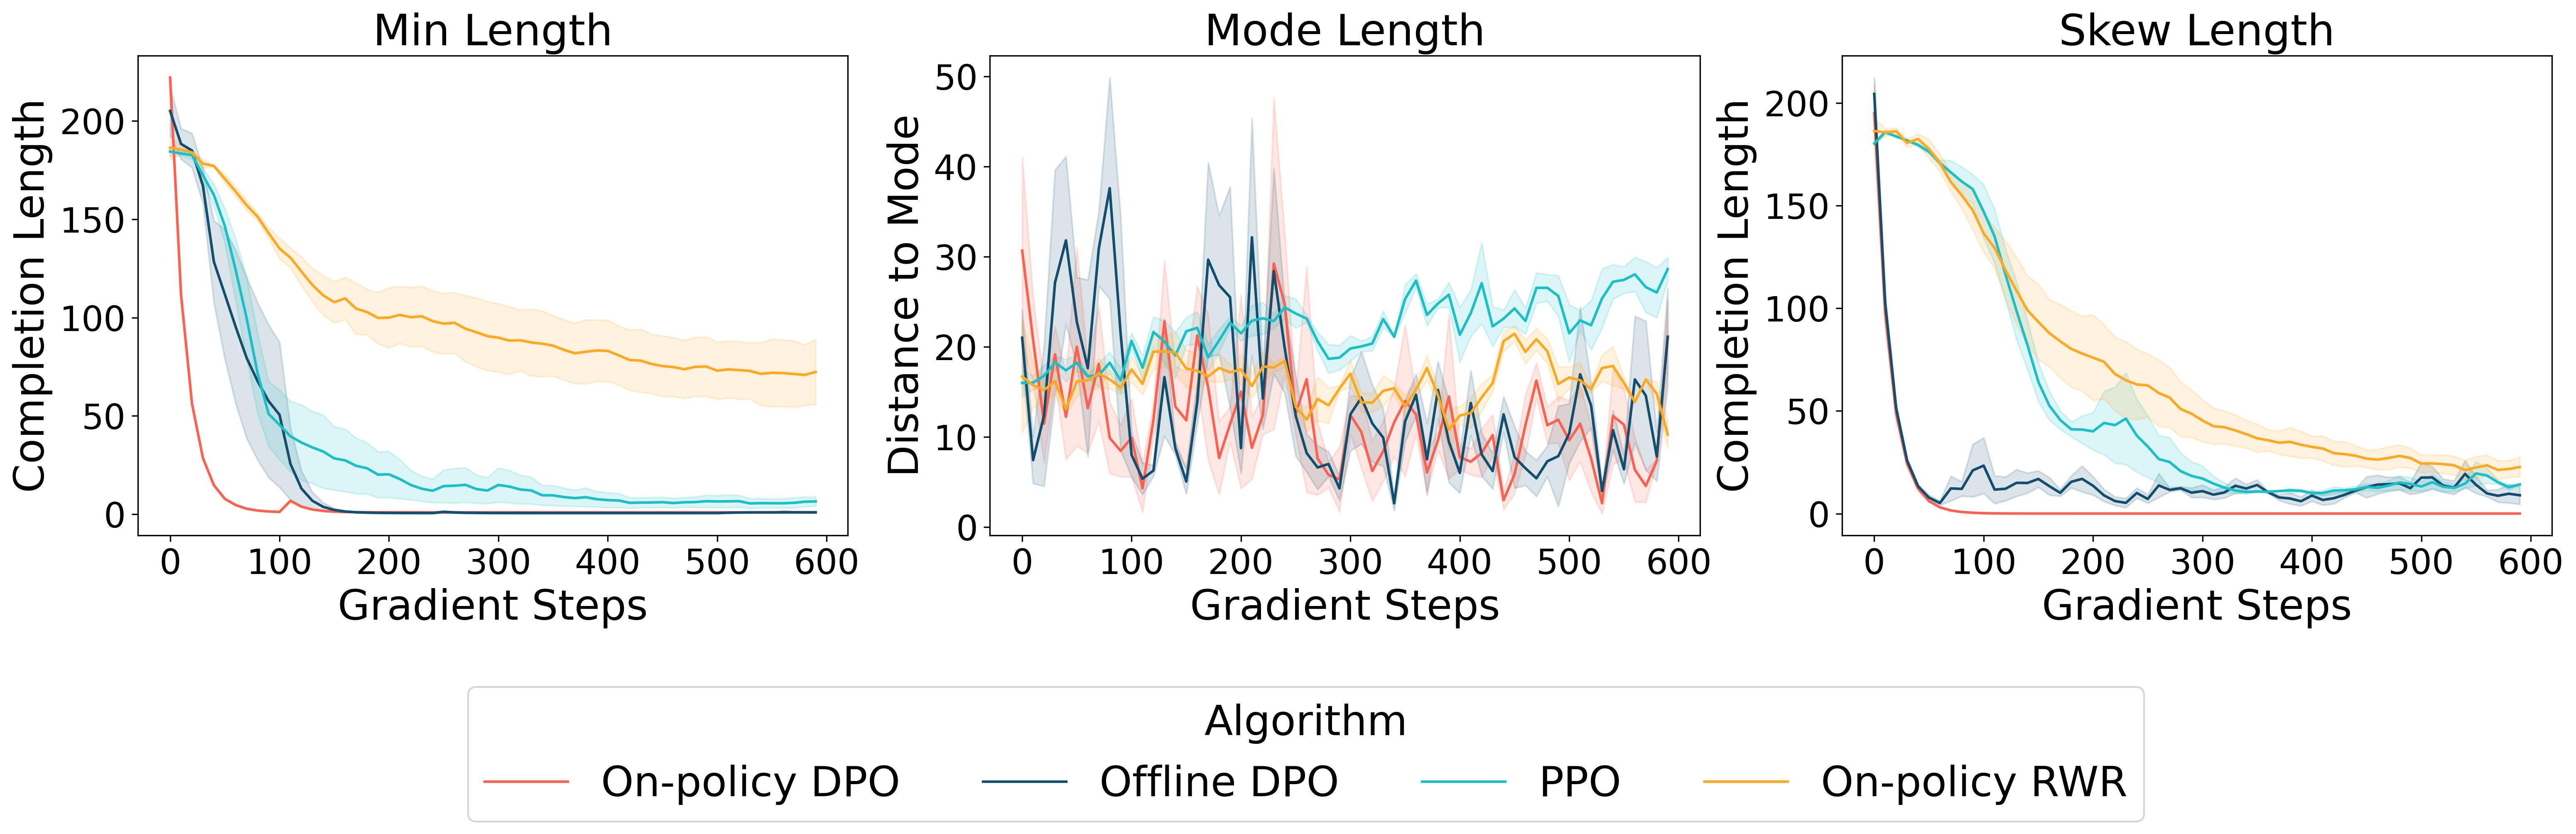 Min Length
Completion Length
200
150
100
50
0
0 100 200 300 400 500 600
Gradient Steps
Mode Length
Distance to Mode
50
40
30
20
10
0
0 100 200 300 400 500 600
Gradient Steps
Skew Length
Completion Length
200
150
100
50
0
0 100 200 300 400 500 600
Gradient Steps
Algorithm
On-policy DPO Offline DPO PPO On-policy RWR